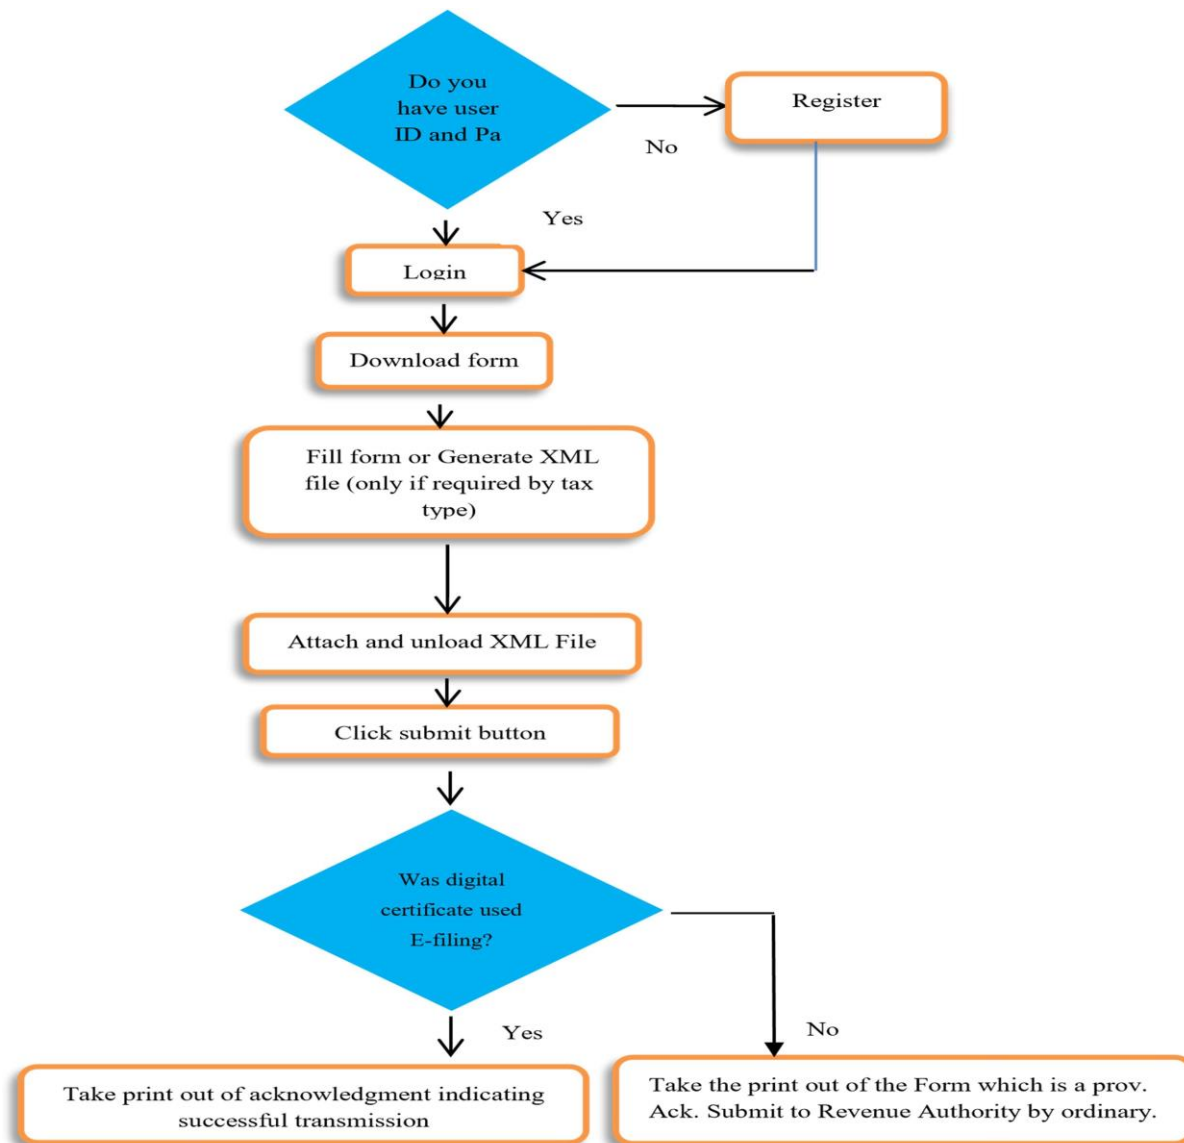 Do you
have user
ID and Pa
Register
No
Yes
Login
Download form
Fill form or Generate XML
file (only if required by tax
type)
Attach and unload XML File
Click submit button
Was digital
certificate used
E-filing?
Yes
No
Take print out of acknowledgment indicating
successful transmission
Take the print out of the Form which is a prov.
Ack. Submit to Revenue Authority by ordinary.